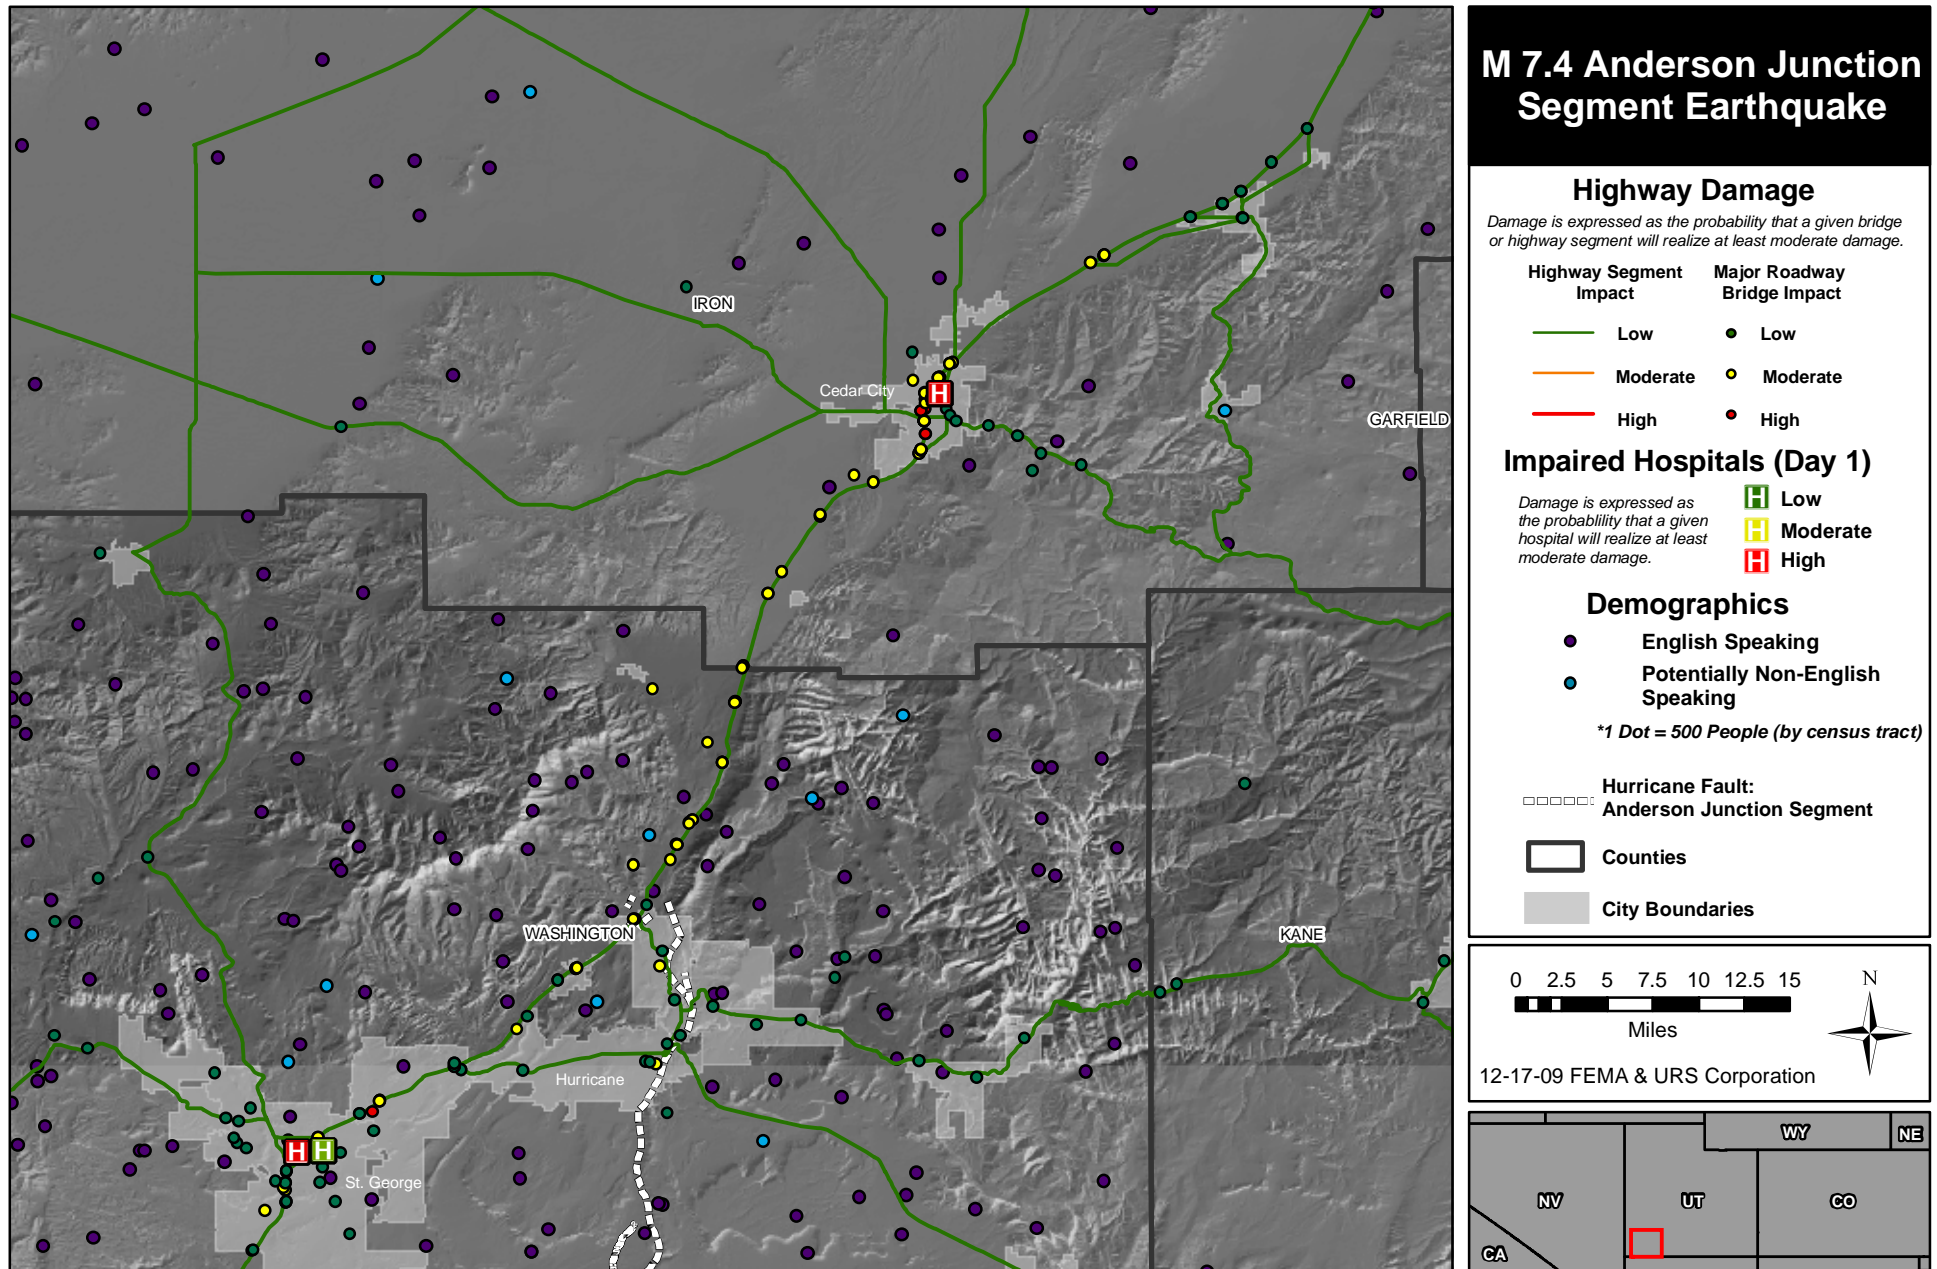 M 7.4 Anderson Junction
Segment Earthquake
Highway Damage
Damage is expressed as the probability that a given bridge
or highway segment will realize at least moderate damage.
Highway Segment
Impact
Major Roadway
Bridge Impact
Low
Low
Moderate
Moderate
High
High
Impaired Hospitals (Day 1)
Damage is expressed as
the probablility that a given
hospital will realize at least
moderate damage.
H Low
H Moderate
H High
Demographics
English Speaking
Potentially Non-English
Speaking
*1 Dot = 500 People (by census tract)
Hurricane Fault:
Anderson Junction Segment
Counties
City Boundaries
0 2.5 5 7.5 10 12.5 15
Miles
N
12-17-09 FEMA & URS Corporation
WY
NE
NV
UT
CO
CA
IRON
Cedar City
H
GARFIELD
WASHINGTON
KANE
Hurricane
H H
St. George